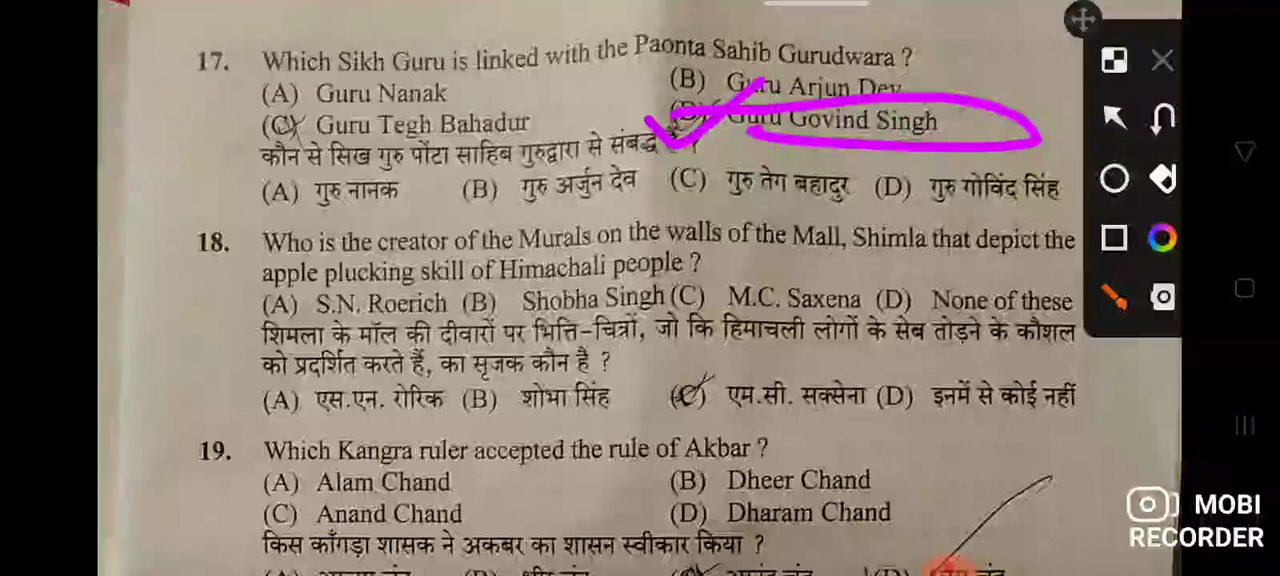 17. Which Sikh Guru is linked with the Paonta Sahib Gurudwara ?
(A) Guru Nanak (B) Guru Arjun Dev
(C) Guru Tegh Bahadur (D) Guru Govind Singh
कौन से सिख गुरु पोंटा साहिब गुरुद्वारा से संबद्ध हैं ?
(A) गुरु नानक (B) गुरु अर्जुन देव (C) गुरु तेग बहादुर (D) गुरु गोविंद सिंह
18. Who is the creator of the Murals on the walls of the Mall, Shimla that depict the
apple plucking skill of Himachali people ?
(A) S.N. Roerich (B) Shobha Singh (C) M.C. Saxena (D) None of these
शिमला के मॉल की दीवारों पर भित्ति-चित्रों, जो कि हिमाचली लोगों के सेब तोड़ने के कौशल
को प्रदर्शित करते हैं, का सृजक कौन है ?
(A) एस.एन. रोरिक (B) शोभा सिंह (C) एम.सी. सक्सेना (D) इनमें से कोई नहीं
19. Which Kangra ruler accepted the rule of Akbar ?
(A) Alam Chand (B) Dheer Chand
(C) Anand Chand (D) Dharam Chand
किस काँगड़ा शासक ने अकबर का शासन स्वीकार किया ?
MOBI
RECORDER